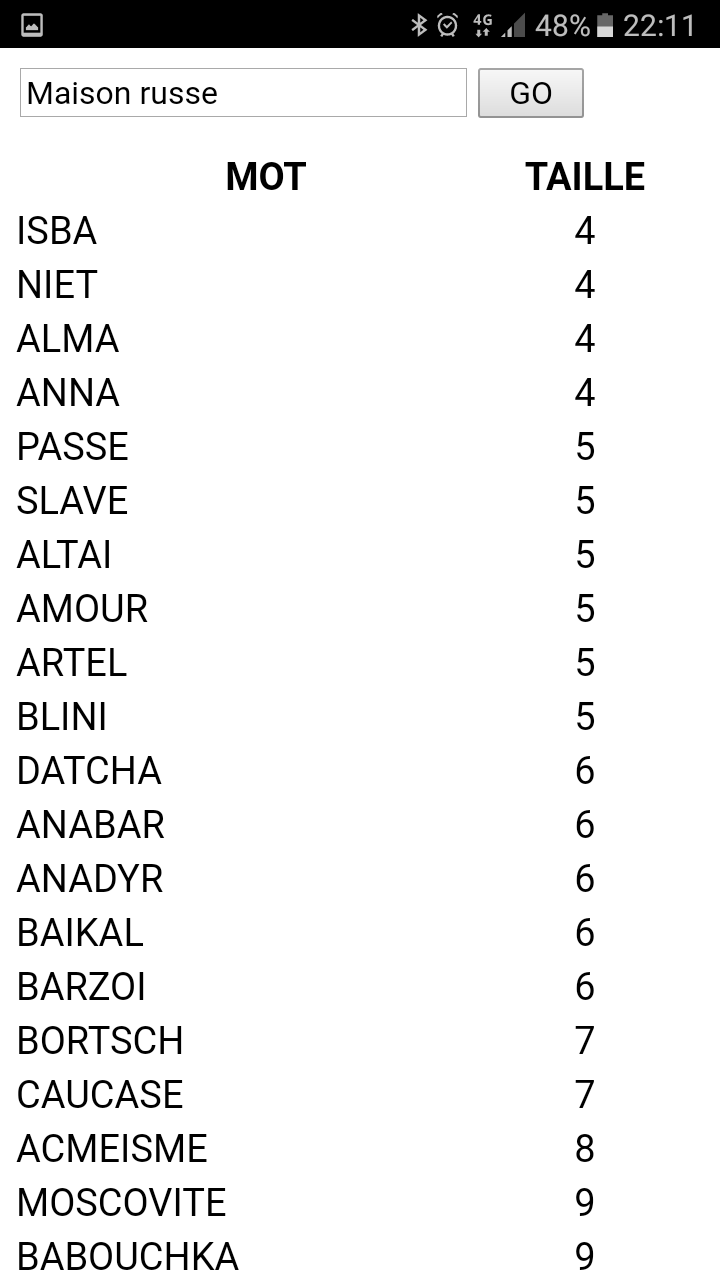 4G 48% 22:11
Maison russe GO
MOT TAILLE
ISBA 4
NIET 4
ALMA 4
ANNA 4
PASSE 5
SLAVE 5
ALTAI 5
AMOUR 5
ARTEL 5
BLINI 5
DATCHA 6
ANABAR 6
ANADYR 6
BAIKAL 6
BARZOI 6
BORTSCH 7
CAUCASE 7
ACMEISME 8
MOSCOVITE 9
BABOUCHKA 9